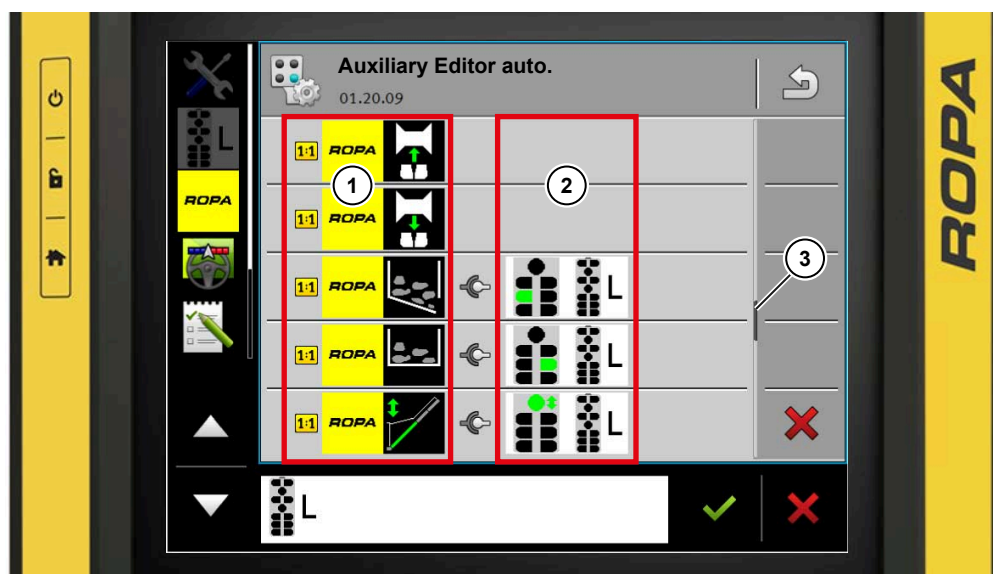 Auxiliary Editor auto.
01.20.09
L
ROPA
1:1 ROPA
1
2
1:1 ROPA
3
1:1 ROPA L
1:1 ROPA L
1:1 ROPA L
L
ROPA